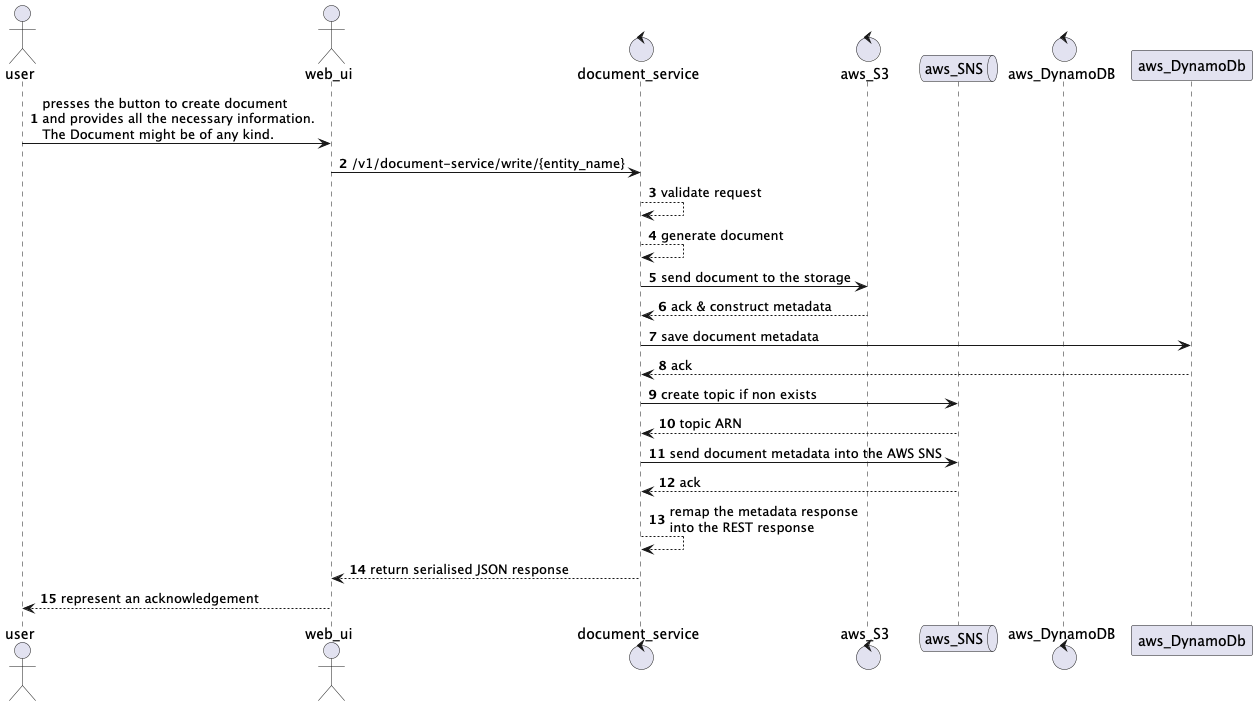 user
web_ui
document_service
aws_S3
aws_SNS
aws_DynamoDB
aws_DynamoDb
presses the button to create document
1 and provides all the necessary information.
The Document might be of any kind.
2 /v1/document-service/write/{entity_name}
3 validate request
4 generate document
5 send document to the storage
6 ack & construct metadata
7 save document metadata
8 ack
9 create topic if non exists
10 topic ARN
11 send document metadata into the AWS SNS
12 ack
13 remap the metadata response
into the REST response
14 return serialised JSON response
15 represent an acknowledgement
user
web_ui
document_service
aws_S3
aws_SNS
aws_DynamoDB
aws_DynamoDb